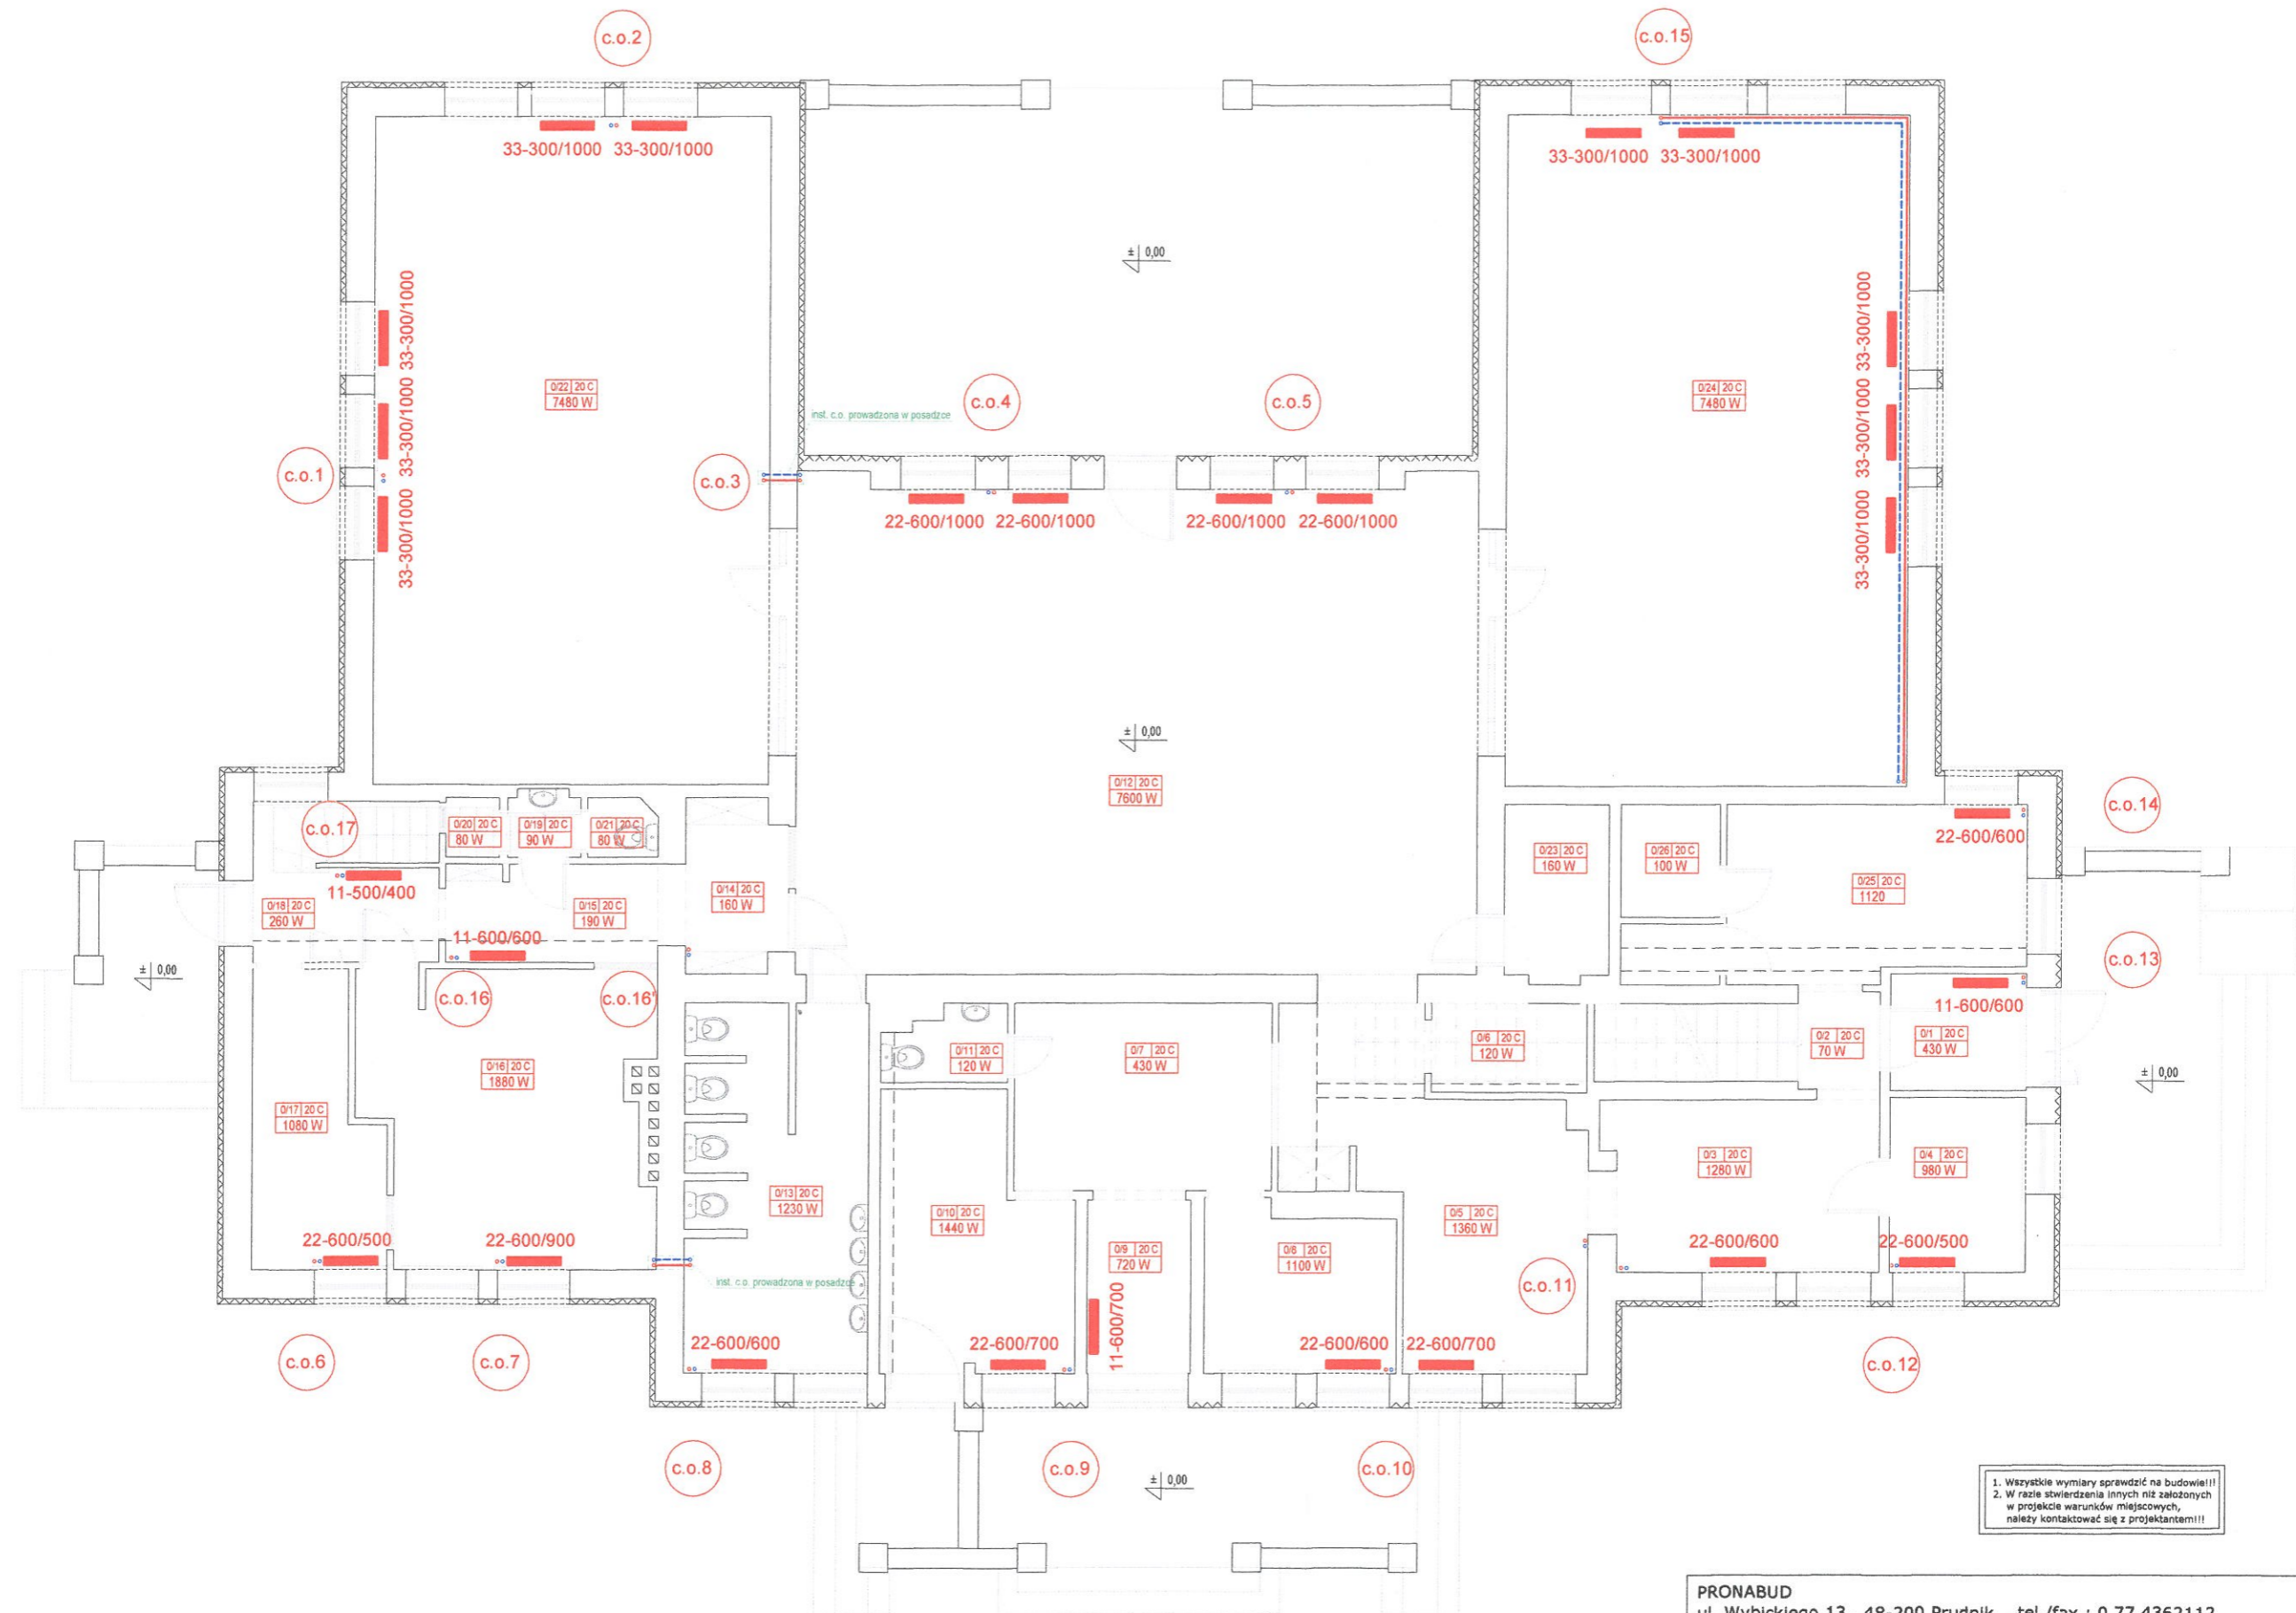 c.o.2
c.o.15
33-300/1000 33-300/1000
33-300/1000 33-300/1000
± 0,00
33-300/1000
33-300/1000
33-300/1000
33-300/1000
33-300/1000
33-300/1000
0/22 20 C
7480 W
0/24 20 C
7480 W
c.o.4
c.o.5
inst. c.o. prowadzona w posadzce
c.o.1
c.o.3
22-600/1000 22-600/1000
22-600/1000 22-600/1000
± 0,00
0/12 20 C
7600 W
c.o.14
c.o.17
0/20 20 C
80 W
0/19 20 C
90 W
0/21 20 C
80 W
22-600/600
0/23 20 C
160 W
0/26 20 C
100 W
11-500/400
0/14 20 C
160 W
0/25 20 C
1120
0/18 20 C
260 W
0/15 20 C
190 W
11-600/600
c.o.13
± 0,00
c.o.16
c.o.16'
11-600/600
0/11 20 C
120 W
0/7 20 C
430 W
0/6 20 C
120 W
0/2 20 C
70 W
0/1 20 C
430 W
0/16 20 C
1880 W
± 0,00
0/17 20 C
1080 W
0/3 20 C
1280 W
0/4 20 C
980 W
0/13 20 C
1230 W
0/10 20 C
1440 W
0/5 20 C
1360 W
22-600/500
22-600/900
0/9 20 C
720 W
0/8 20 C
1100 W
22-600/600
22-600/500
inst. c.o. prowadzona w posadzce
c.o.11
11-600/700
22-600/600
22-600/700
22-600/600
22-600/700
c.o.6
c.o.7
c.o.12
c.o.8
c.o.9
c.o.10
± 0,00
1. Wszystkie wymiary sprawdzić na budowie!!!
2. W razie stwierdzenia innych niż założonych
w projekcie warunków miejscowych,
należy kontaktować się z projektantem!!!
PRONABUD
ul. Wybickiego 13, 48-200 Prudnik, tel./fax.: 0 77 4362112